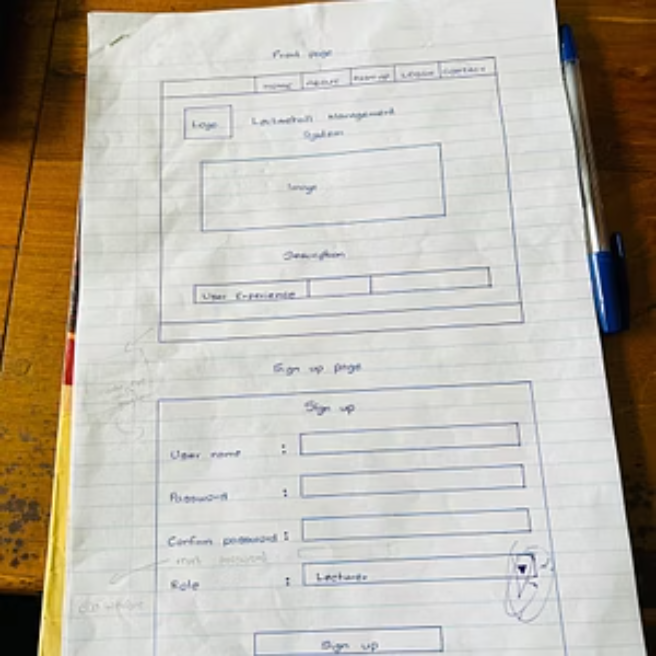 Front page
Home About Sign up Login Contact
Logo
Management
System
Image
Description
User Experience
Sign up page
Sign up
User name :
Password :
Confirm password :
Role : Lecturer
Sign up